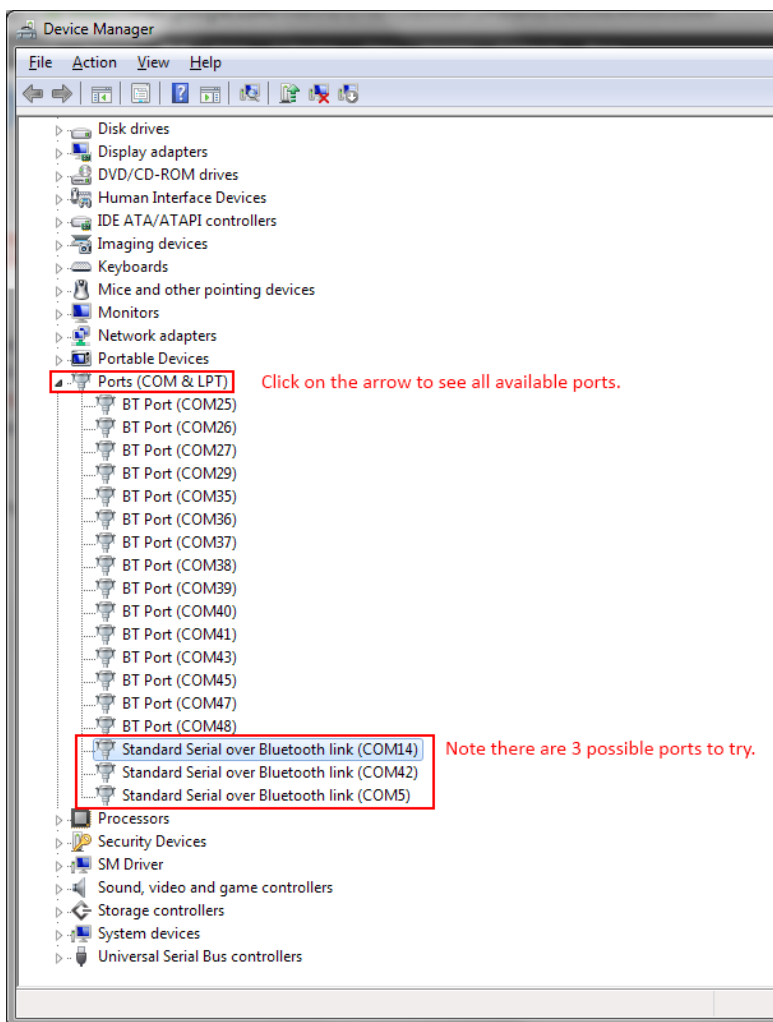 Device Manager
File Action View Help
Disk drives
Display adapters
DVD/CD-ROM drives
Human Interface Devices
IDE ATA/ATAPI controllers
Imaging devices
Keyboards
Mice and other pointing devices
Monitors
Network adapters
Portable Devices
Ports (COM & LPT) Click on the arrow to see all available ports.
BT Port (COM25)
BT Port (COM26)
BT Port (COM27)
BT Port (COM29)
BT Port (COM35)
BT Port (COM36)
BT Port (COM37)
BT Port (COM38)
BT Port (COM39)
BT Port (COM40)
BT Port (COM41)
BT Port (COM43)
BT Port (COM45)
BT Port (COM47)
BT Port (COM48)
Standard Serial over Bluetooth link (COM14) Note there are 3 possible ports to try.
Standard Serial over Bluetooth link (COM42)
Standard Serial over Bluetooth link (COM5)
Processors
Security Devices
SM Driver
Sound, video and game controllers
Storage controllers
System devices
Universal Serial Bus controllers